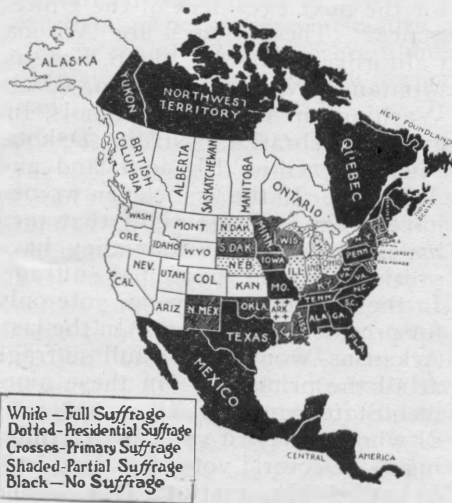 ALASKA
YUKON
NORTHWEST
TERRITORY
BRITISH
COLUMBIA
ALBERTA
SASKATCHEWAN
MANITOBA
ONTARIO
QUEBEC
NEW FOUNDLAND
WASH.
ORE.
IDAHO
MONT
WYO
N.DAK.
S.DAK.
NEB.
MINN
WIS
IOWA
ILL
IND
N.Y.
PENN
CAL
NEV.
UTAH
COL
KAN
MO.
ARIZ
N.MEX.
OKLA
ARK
TENN
VA.
N.C.
S.C.
TEXAS
MISS
ALA
GA.
FLA
MEXICO
CENTRAL AMERICA
White – Full Suffrage
Dotted – Presidential Suffrage
Crosses – Primary Suffrage
Shaded – Partial Suffrage
Black – No Suffrage